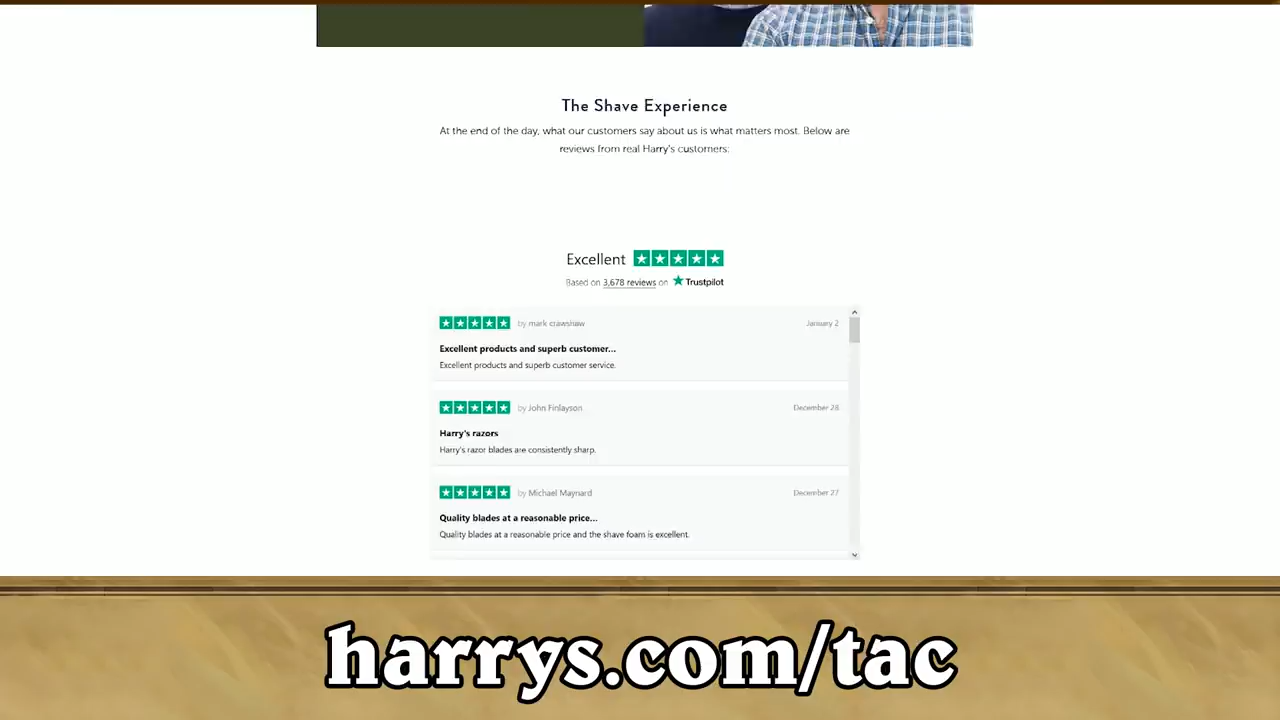 The Shave Experience
At the end of the day, what our customers say about us is what matters most. Below are
reviews from real Harry's customers:
Excellent
Based on 3,678 reviews on Trustpilot
by mark crawshaw January 2
Excellent products and superb customer...
Excellent products and superb customer service.
by John Finlayson December 28
Harry's razors
Harry's razor blades are consistently sharp.
by Michael Maynard December 27
Quality blades at a reasonable price...
Quality blades at a reasonable price and the shave foam is excellent.
harrys.com/tac